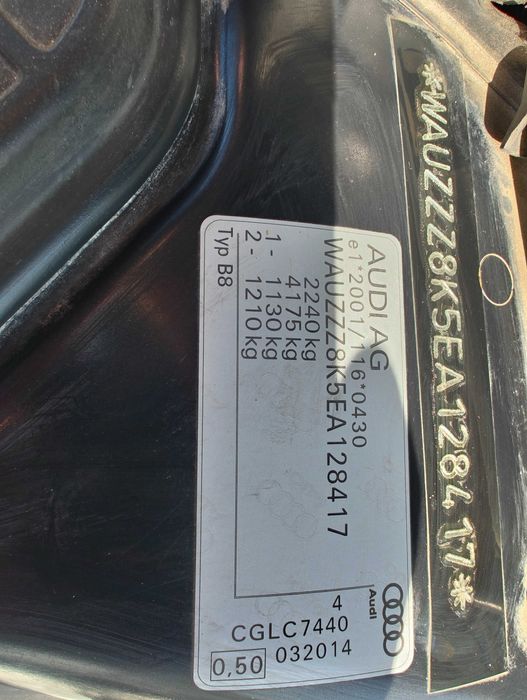 *WAUZZZ8K5EA128417*
AUDI AG
e1*2001/116*0430
WAUZZZ8K5EA128417
2240 kg
4175 kg
1- 1130 kg
2- 1210 kg
Typ B8
Audi
4
CGLC7440
0,50 032014